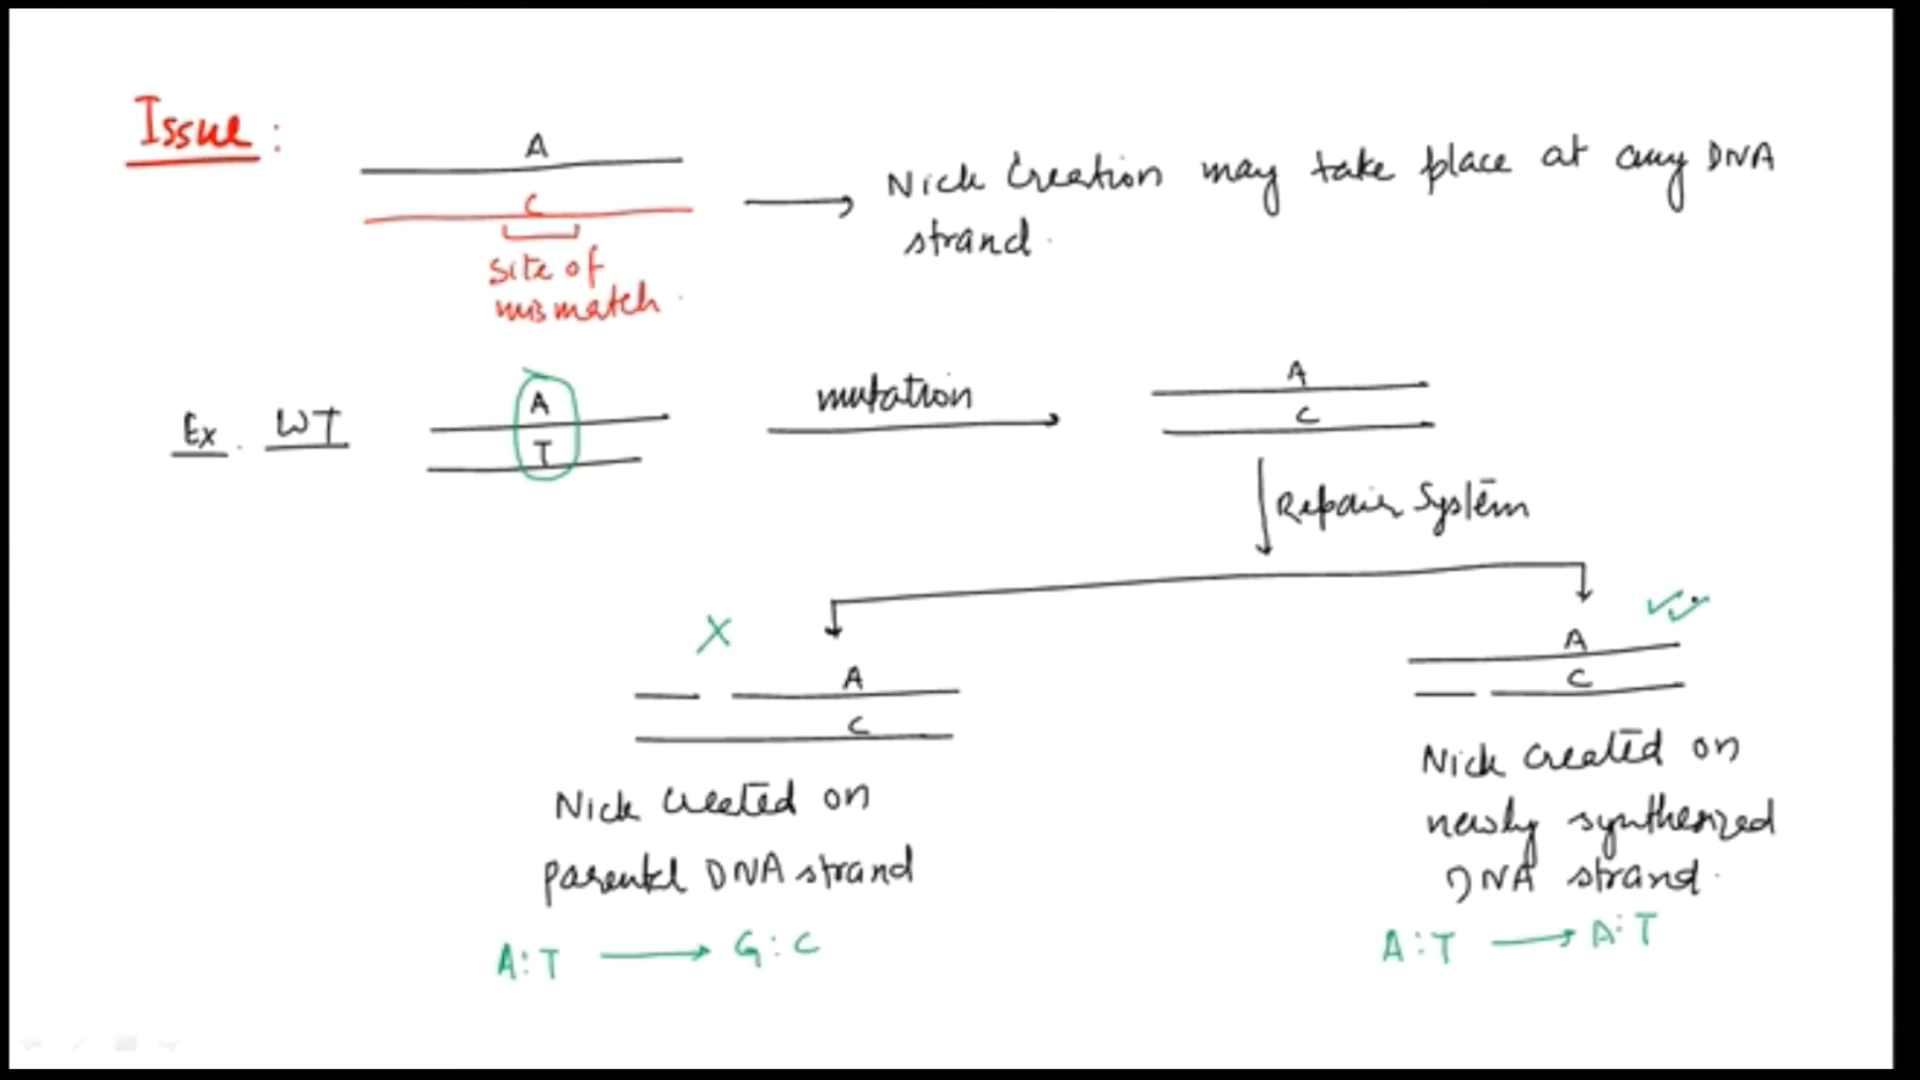 Issue :
A
C
site of
mismatch.
Nick Creation may take place at any DNA
strand.
Ex. WT
A
T
mutation
A
C
Repair System
X
A
C
Nick created on
parental DNA strand
A:T → G:C
A
C
Nick created on
newly synthesized
DNA strand.
A:T → A:T